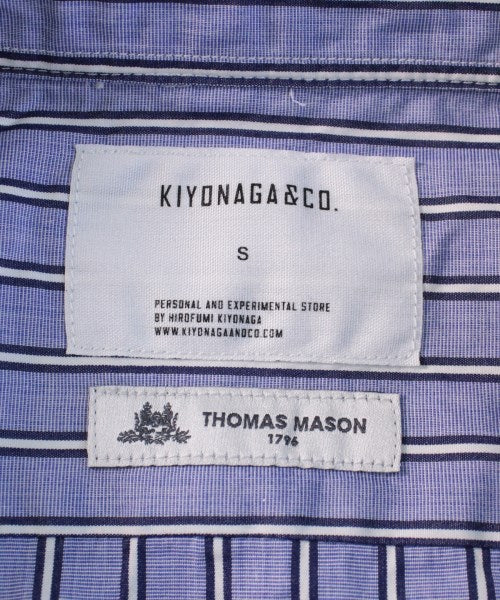 KIYONAGA&CO.
S
PERSONAL AND EXPERIMENTAL STORE
BY HIROFUMI KIYONAGA
WWW.KIYONAGAANDCO.COM
THOMAS MASON
1796